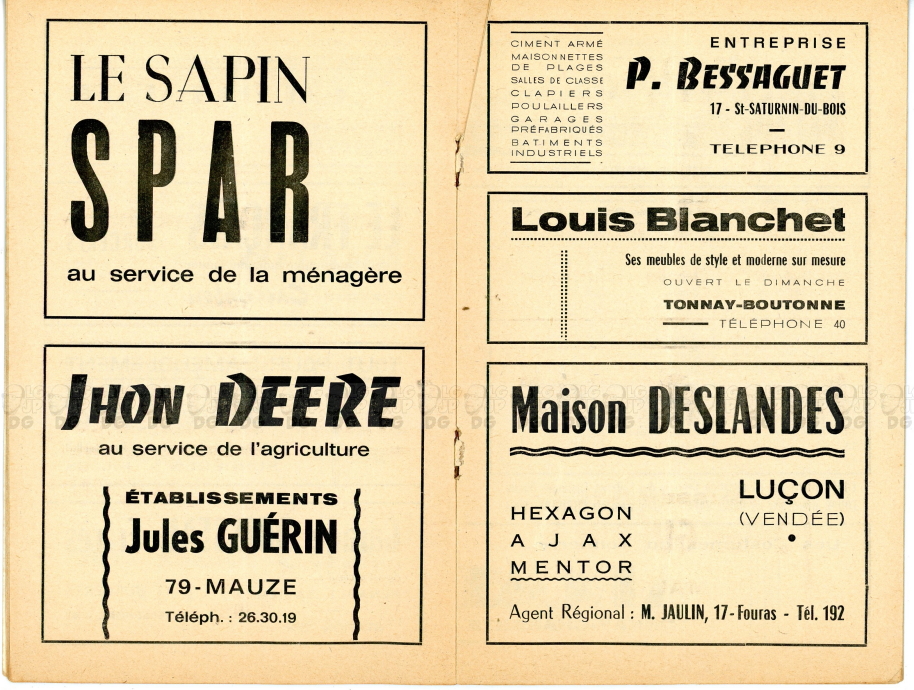 LE SAPIN
SPAR
au service de la ménagère
JHON DEERE
au service de l'agriculture
ÉTABLISSEMENTS
Jules GUÉRIN
79-MAUZE
Téléph. : 26.30.19
CIMENT ARMÉ
MAISONNETTES
DE PLAGES
SALLES DE CLASSE
CLAPIERS
POULAILLERS
GARAGES
PRÉFABRIQUÉS
BATIMENTS
INDUSTRIELS
ENTREPRISE
P. BESSAGUET
17 - St-SATURNIN-DU-BOIS
TELEPHONE 9
Louis Blanchet
Ses meubles de style et moderne sur mesure
OUVERT LE DIMANCHE
TONNAY-BOUTONNE
TÉLÉPHONE 40
Maison DESLANDES
LUÇON
(VENDÉE)
HEXAGON
AJAX
MENTOR
Agent Régional : M. JAULIN, 17-Fouras - Tél. 192